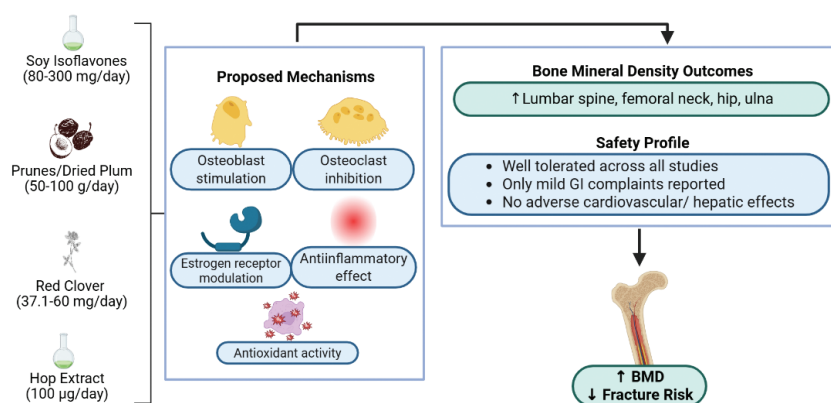 Soy Isoflavones
(80-300 mg/day)
Prunes/Dried Plum
(50-100 g/day)
Red Clover
(37.1-60 mg/day)
Hop Extract
(100 µg/day)
Proposed Mechanisms
Osteoblast
stimulation
Osteoclast
inhibition
Estrogen receptor
modulation
Antiinflammatory
effect
Antioxidant activity
Bone Mineral Density Outcomes
↑Lumbar spine, femoral neck, hip, ulna
Safety Profile
• Well tolerated across all studies
• Only mild GI complaints reported
• No adverse cardiovascular/ hepatic effects
↑ BMD
↓ Fracture Risk